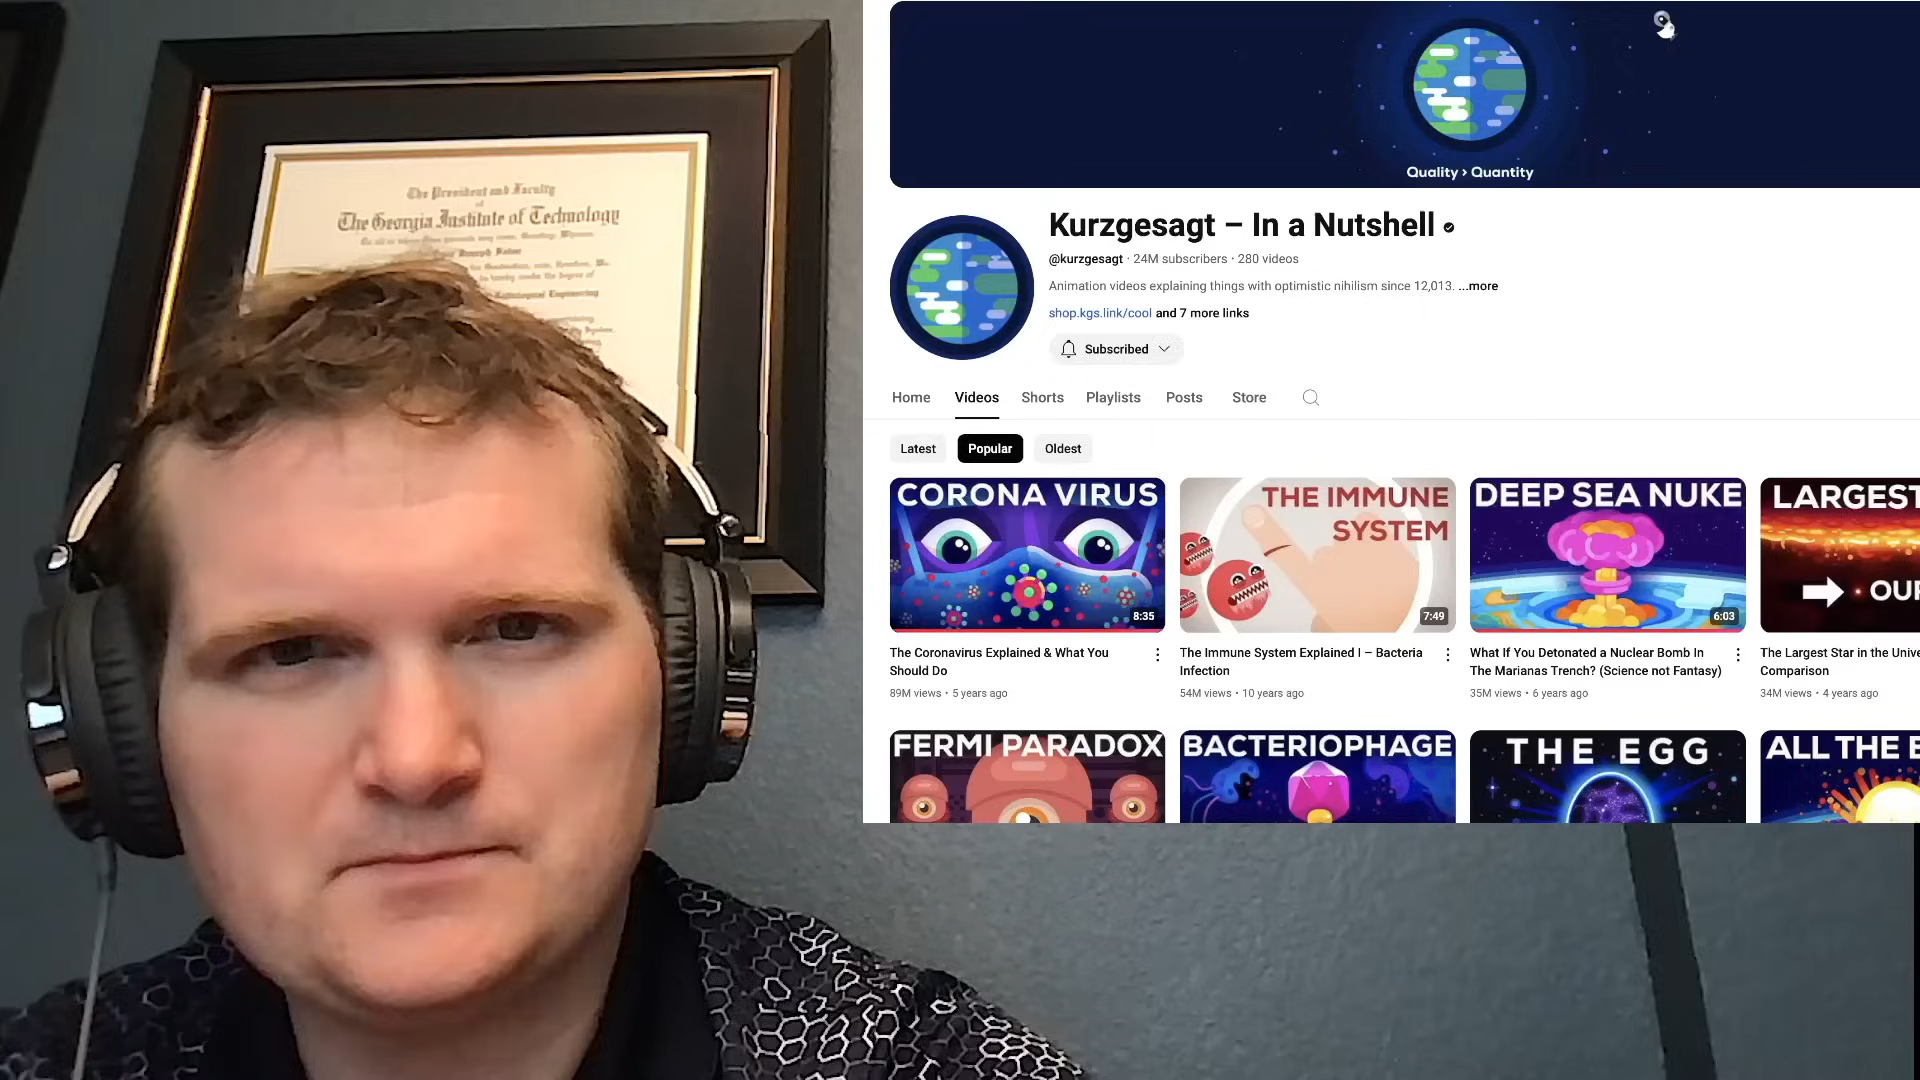 The President and Faculty
of
The Georgia Institute of Technology
Joseph
the degree of
Engineering
Quality > Quantity
Kurzgesagt – In a Nutshell
@kurzgesagt · 24M subscribers · 280 videos
Animation videos explaining things with optimistic nihilism since 12,013. ...more
shop.kgs.link/cool and 7 more links
Subscribed
Home Videos Shorts Playlists Posts Store
Latest Popular Oldest
CORONA VIRUS
8:35
The Coronavirus Explained & What You
Should Do
89M views • 5 years ago
THE IMMUNE
SYSTEM
7:49
The Immune System Explained I – Bacteria
Infection
54M views • 10 years ago
DEEP SEA NUKE
6:03
What If You Detonated a Nuclear Bomb In
The Marianas Trench? (Science not Fantasy)
35M views • 6 years ago
LARGEST
OUR
The Largest Star in the Unive
Comparison
34M views • 4 years ago
FERMI PARADOX
BACTERIOPHAGE
THE EGG
ALL THE B